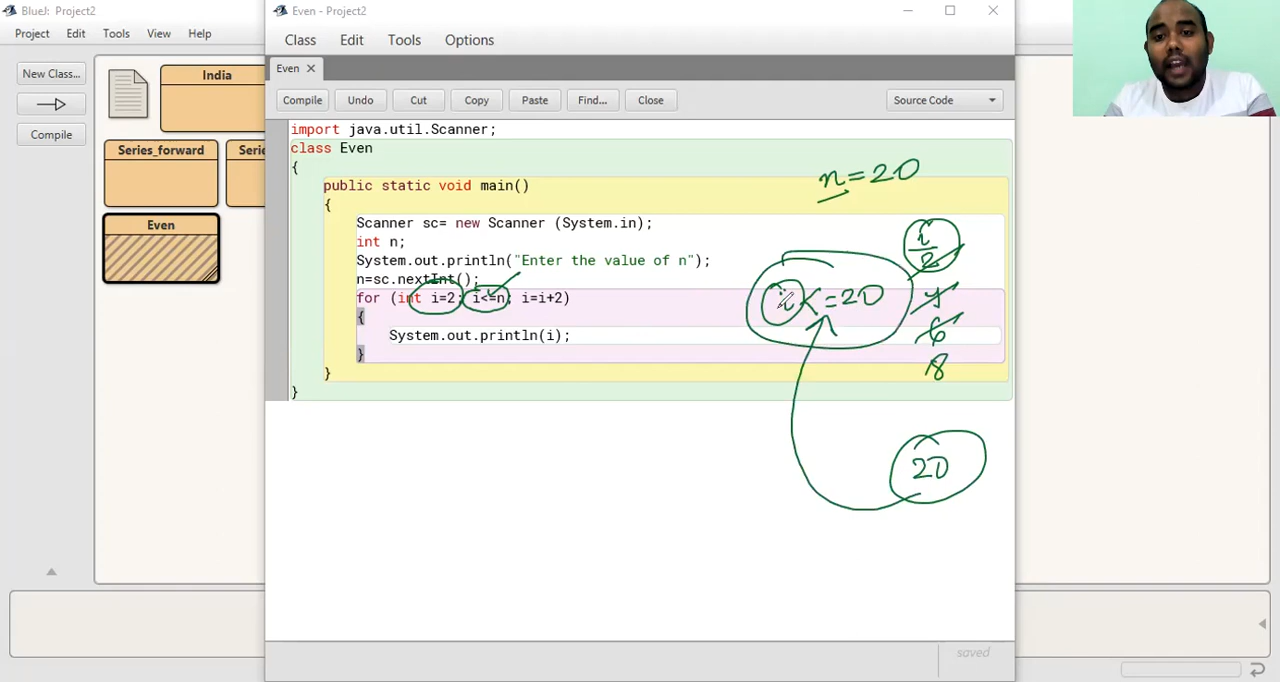 BlueJ: Project2
Project Edit Tools View Help
New Class...
Compile
India
Series_forward
Serie
Even
Even - Project2
Class Edit Tools Options
Even
Compile Undo Cut Copy Paste Find... Close Source Code
import java.util.Scanner;
class Even
{
public static void main()
{
Scanner sc= new Scanner (System.in);
int n;
System.out.println("Enter the value of n");
n=sc.nextInt();
for (int i=2; i<=n; i=i+2)
{
System.out.println(i);
}
}
}
n=20
i
2
i<=20
4
6
8
20
saved